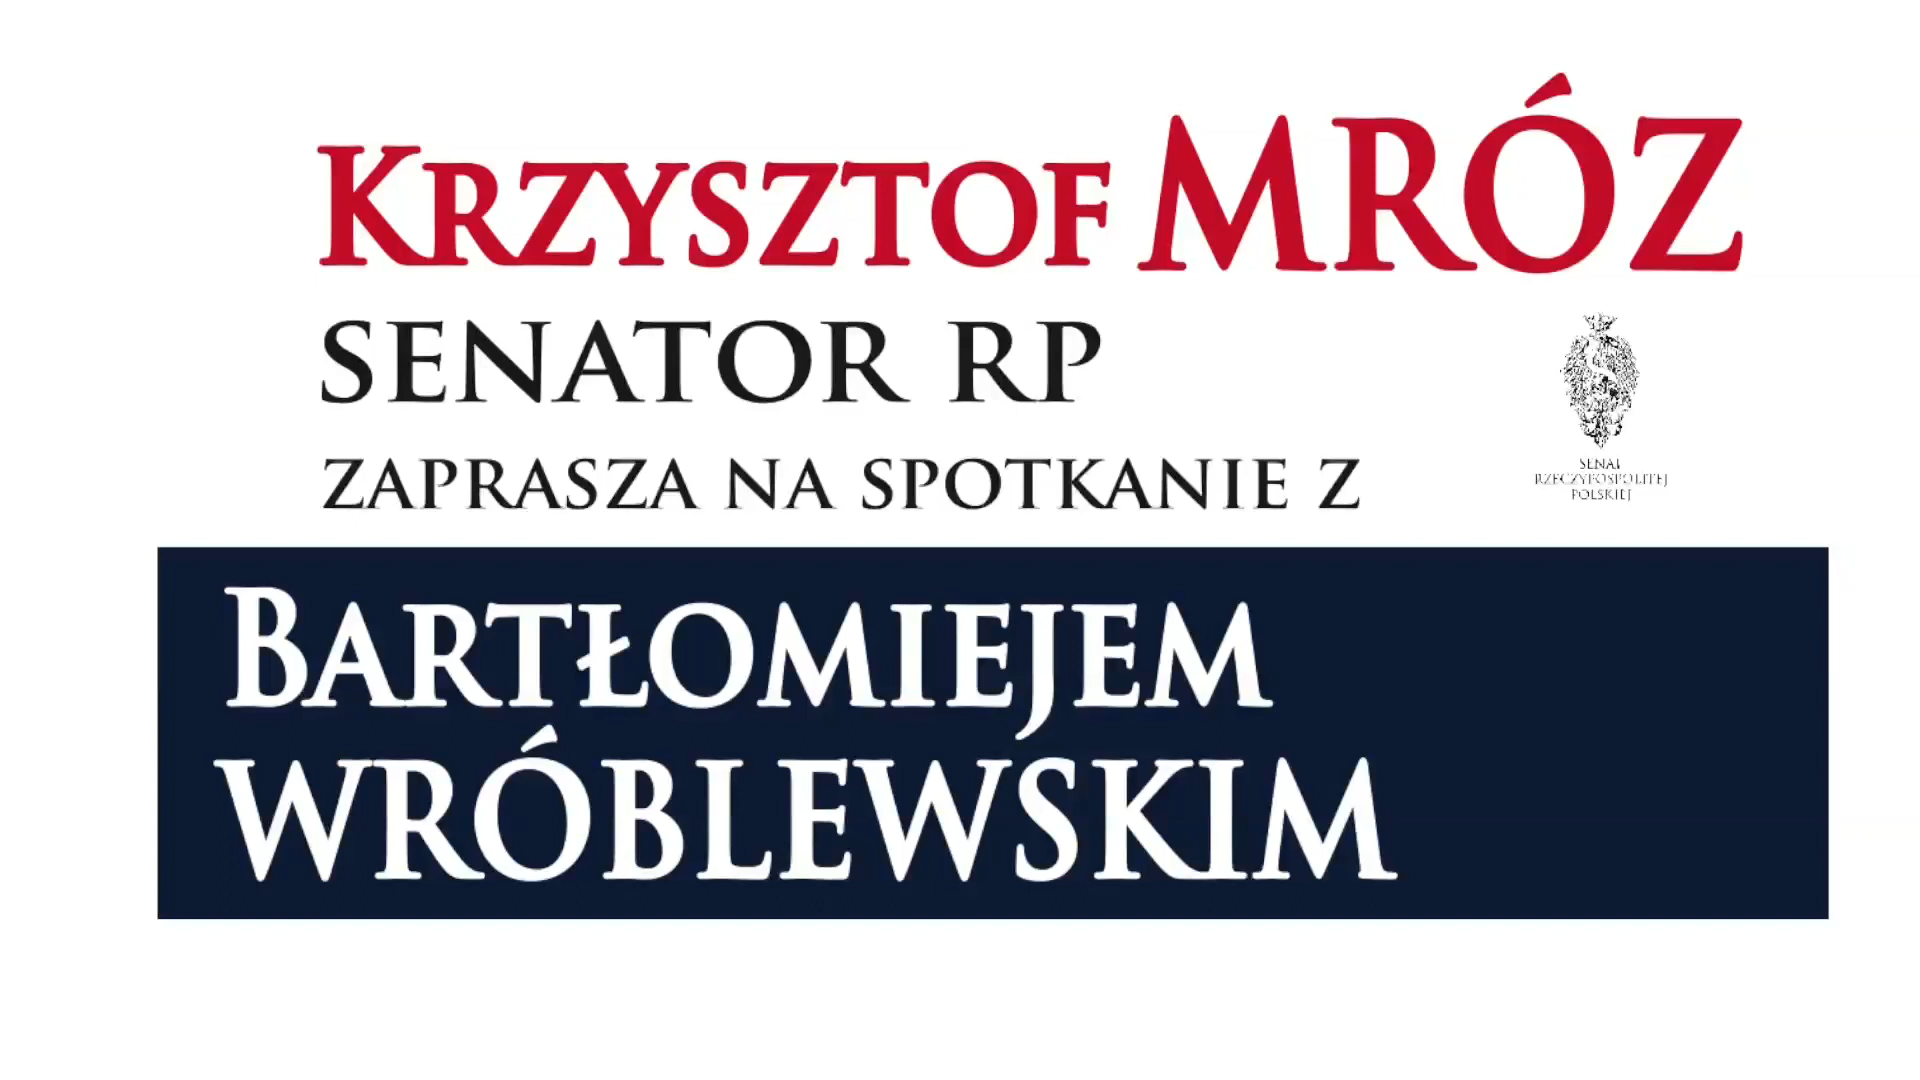 KRZYSZTOF MRÓZ
SENATOR RP
ZAPRASZA NA SPOTKANIE Z
SENAT
RZECZYPOSPOLITEJ
POLSKIEJ
BARTŁOMIEJEM
WRÓBLEWSKIM